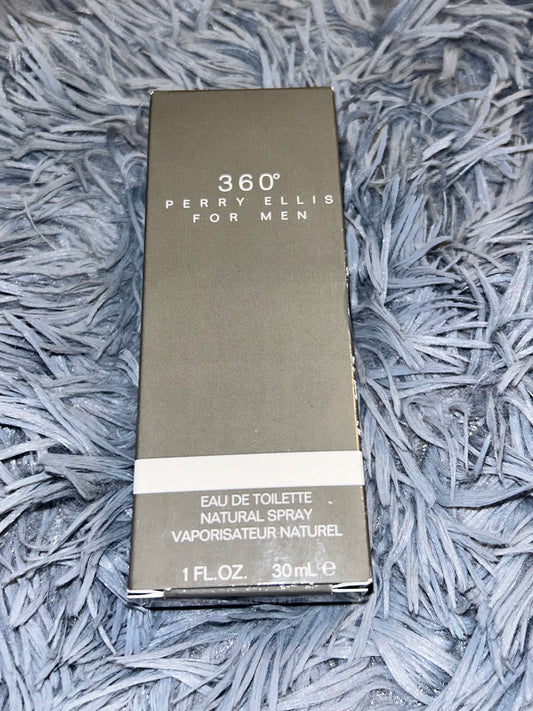 360°
PERRY ELLIS
FOR MEN
EAU DE TOILETTE
NATURAL SPRAY
VAPORISATEUR NATUREL
1 FL.OZ. 30 mL ℮